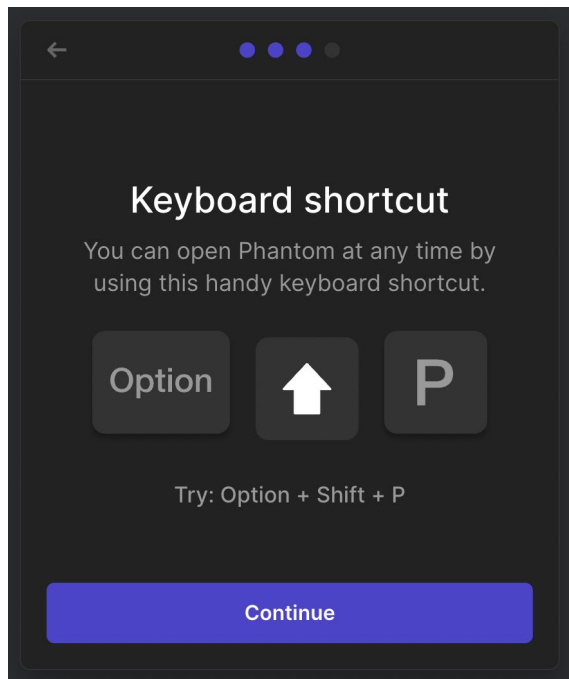 Keyboard shortcut
You can open Phantom at any time by
using this handy keyboard shortcut.
Option P
Try: Option + Shift + P
Continue